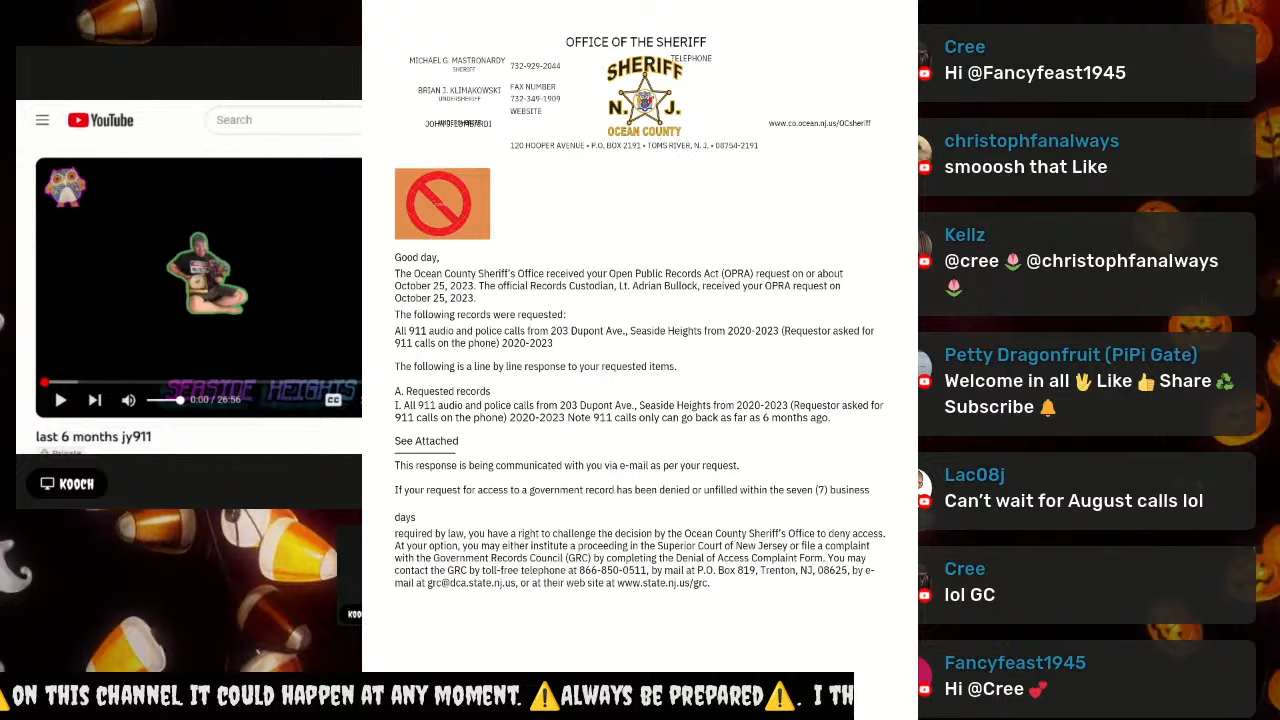 YouTube
Search
SEASIDE HEIGHTS
0:00 / 26:56
CC
last 6 months jy911
Private
KOOCH
OFFICE OF THE SHERIFF
MICHAEL G. MASTRONARDY
SHERIFF
732-929-2044
TELEPHONE
BRIAN J. KLIMAKOWSKI
UNDERSHERIFF
FAX NUMBER
732-349-1909
WEBSITE
SHERIFF
N. J.
OCEAN COUNTY
www.co.ocean.nj.us/OCsheriff
120 HOOPER AVENUE • P.O. BOX 2191 • TOMS RIVER, N. J. • 08754-2191
Good day,
The Ocean County Sheriff's Office received your Open Public Records Act (OPRA) request on or about
October 25, 2023. The official Records Custodian, Lt. Adrian Bullock, received your OPRA request on
October 25, 2023.
The following records were requested:
All 911 audio and police calls from 203 Dupont Ave., Seaside Heights from 2020-2023 (Requestor asked for
911 calls on the phone) 2020-2023
The following is a line by line response to your requested items.
A. Requested records
I. All 911 audio and police calls from 203 Dupont Ave., Seaside Heights from 2020-2023 (Requestor asked for
911 calls on the phone) 2020-2023 Note 911 calls only can go back as far as 6 months ago.
See Attached
This response is being communicated with you via e-mail as per your request.
If your request for access to a government record has been denied or unfilled within the seven (7) business
days
required by law, you have a right to challenge the decision by the Ocean County Sheriff's Office to deny access.
At your option, you may either institute a proceeding in the Superior Court of New Jersey or file a complaint
with the Government Records Council (GRC) by completing the Denial of Access Complaint Form. You may
contact the GRC by toll-free telephone at 866-850-0511, by mail at P.O. Box 819, Trenton, NJ, 08625, by e-
mail at grc@dca.state.nj.us, or at their web site at www.state.nj.us/grc.
Cree
Hi @Fancyfeast1945
christophfanalways
smooosh that Like
Kellz
@cree 🌷 @christophfanalways
🌷
Petty Dragonfruit (PiPi Gate)
Welcome in all 🖖 Like 👍 Share ♻️
Subscribe 🔔
Lac08j
Can't wait for August calls lol
Cree
lol GC
Fancyfeast1945
Hi @Cree 💕
KOO
⚠️ON THIS CHANNEL. IT COULD HAPPEN AT ANY MOMENT. ⚠️ALWAYS BE PREPARED⚠️. I TH